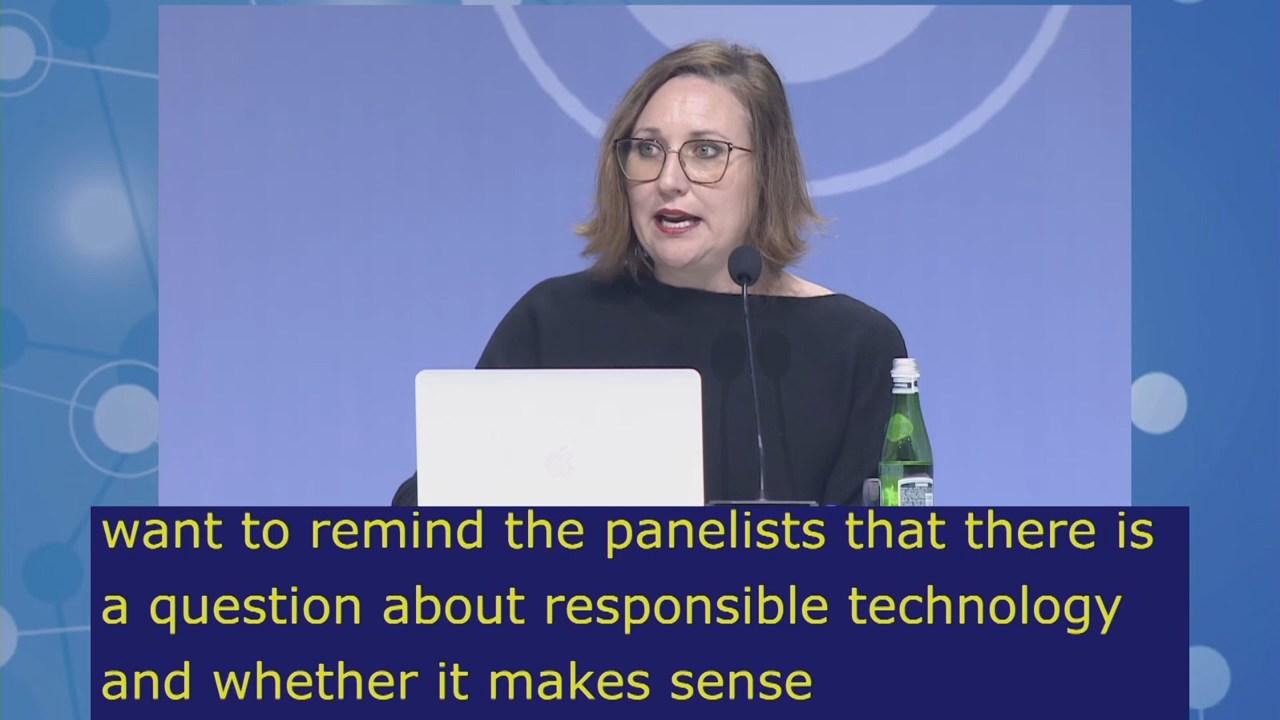 want to remind the panelists that there is
a question about responsible technology
and whether it makes sense